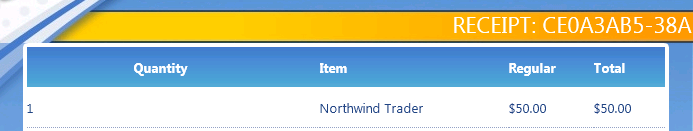 RECEIPT: CE0A3AB5-38A
Quantity Item Regular Total
1 Northwind Trader $50.00 $50.00